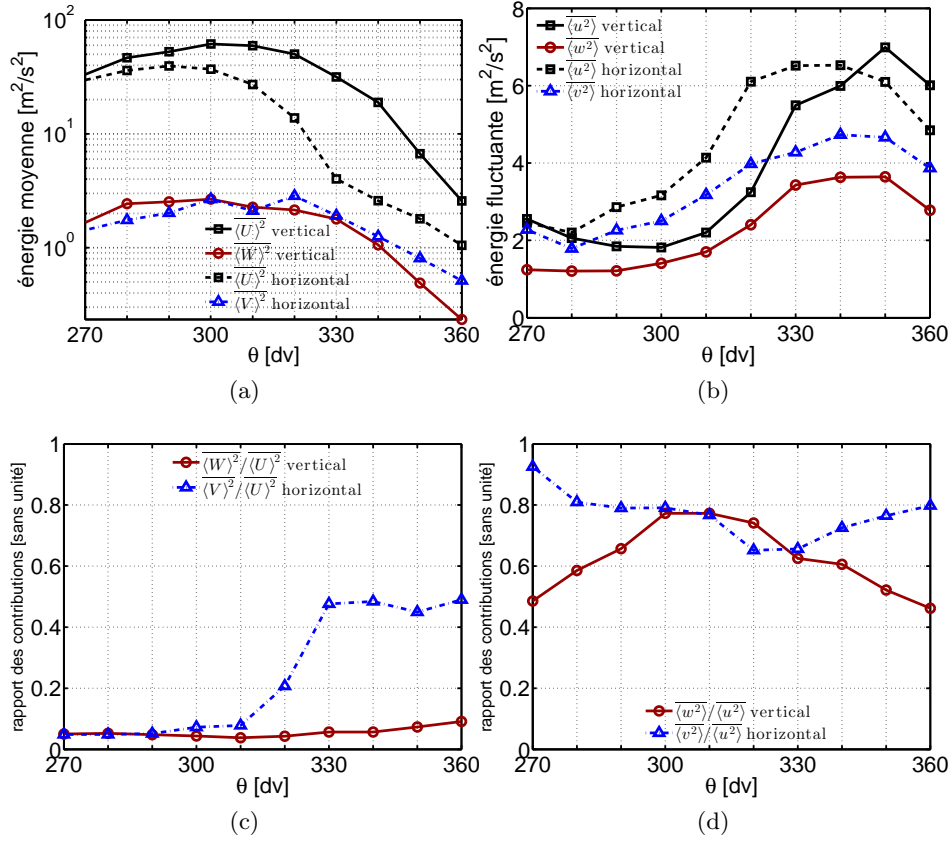 10²
10¹
10⁰
énergie moyenne [m²/s²]
⟨U⟩² vertical
⟨W⟩² vertical
⟨U⟩² horizontal
⟨V⟩² horizontal
270 300 330 360
θ [dv]
(a)
8
6
4
2
0
énergie fluctuante [m²/s²]
⟨u²⟩ vertical
⟨w²⟩ vertical
⟨u²⟩ horizontal
⟨v²⟩ horizontal
270 300 330 360
θ [dv]
(b)
1
0.8
0.6
0.4
0.2
0
rapport des contributions [sans unité]
⟨W⟩²/⟨U⟩² vertical
⟨V⟩²/⟨U⟩² horizontal
270 300 330 360
θ [dv]
(c)
1
0.8
0.6
0.4
0.2
0
rapport des contributions [sans unité]
⟨w²⟩/⟨u²⟩ vertical
⟨v²⟩/⟨u²⟩ horizontal
270 300 330 360
θ [dv]
(d)